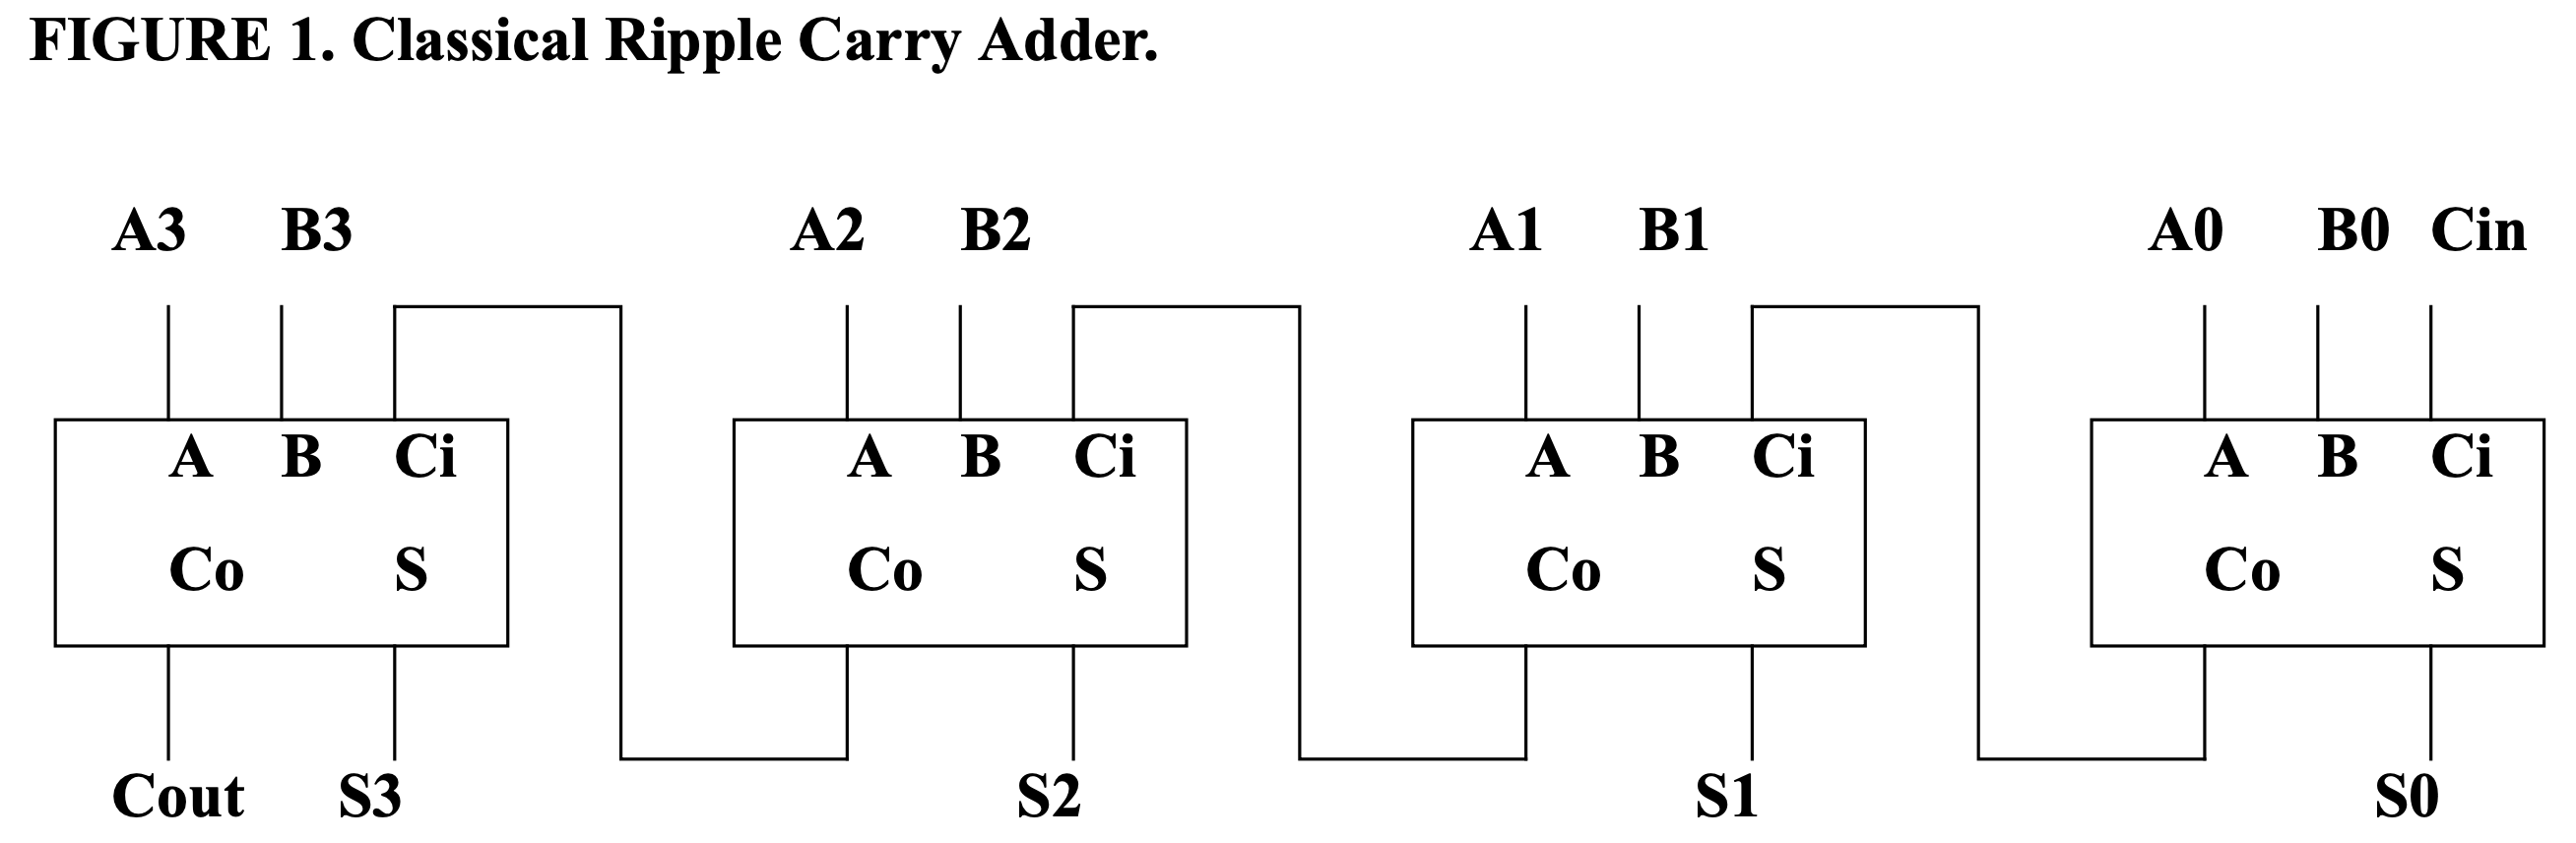 FIGURE 1. Classical Ripple Carry Adder.
A3 B3 A2 B2 A1 B1 A0 B0 Cin
A B Ci A B Ci A B Ci A B Ci
Co S Co S Co S Co S
Cout S3 S2 S1 S0